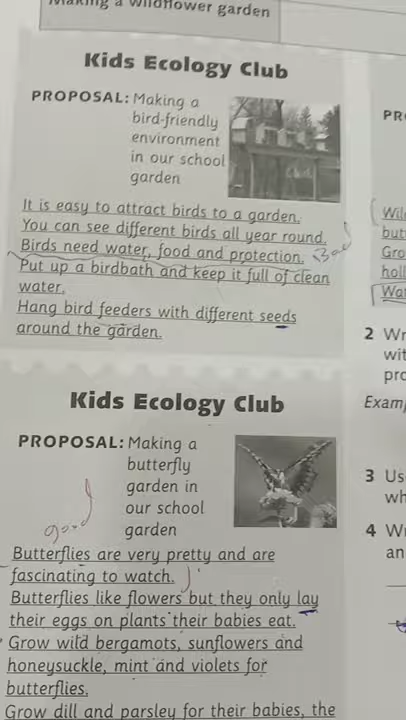 Making a wildflower garden
Kids Ecology Club
PROPOSAL: Making a
bird-friendly
environment
in our school
garden
It is easy to attract birds to a garden.
You can see different birds all year round.
Birds need water, food and protection.
Put up a birdbath and keep it full of clean
water.
Hang bird feeders with different seeds
around the garden.
Kids Ecology Club
PROPOSAL: Making a
butterfly
garden in
our school
garden
good
Butterflies are very pretty and are
fascinating to watch.
Butterflies like flowers but they only lay
their eggs on plants their babies eat.
Grow wild bergamots, sunflowers and
honeysuckle, mint and violets for
butterflies.
Grow dill and parsley for their babies, the
PR
Wil
but
Gro
holl
Wat
2 Wr
wit
pro
Examp
3 Us
wh
4 Wr
an